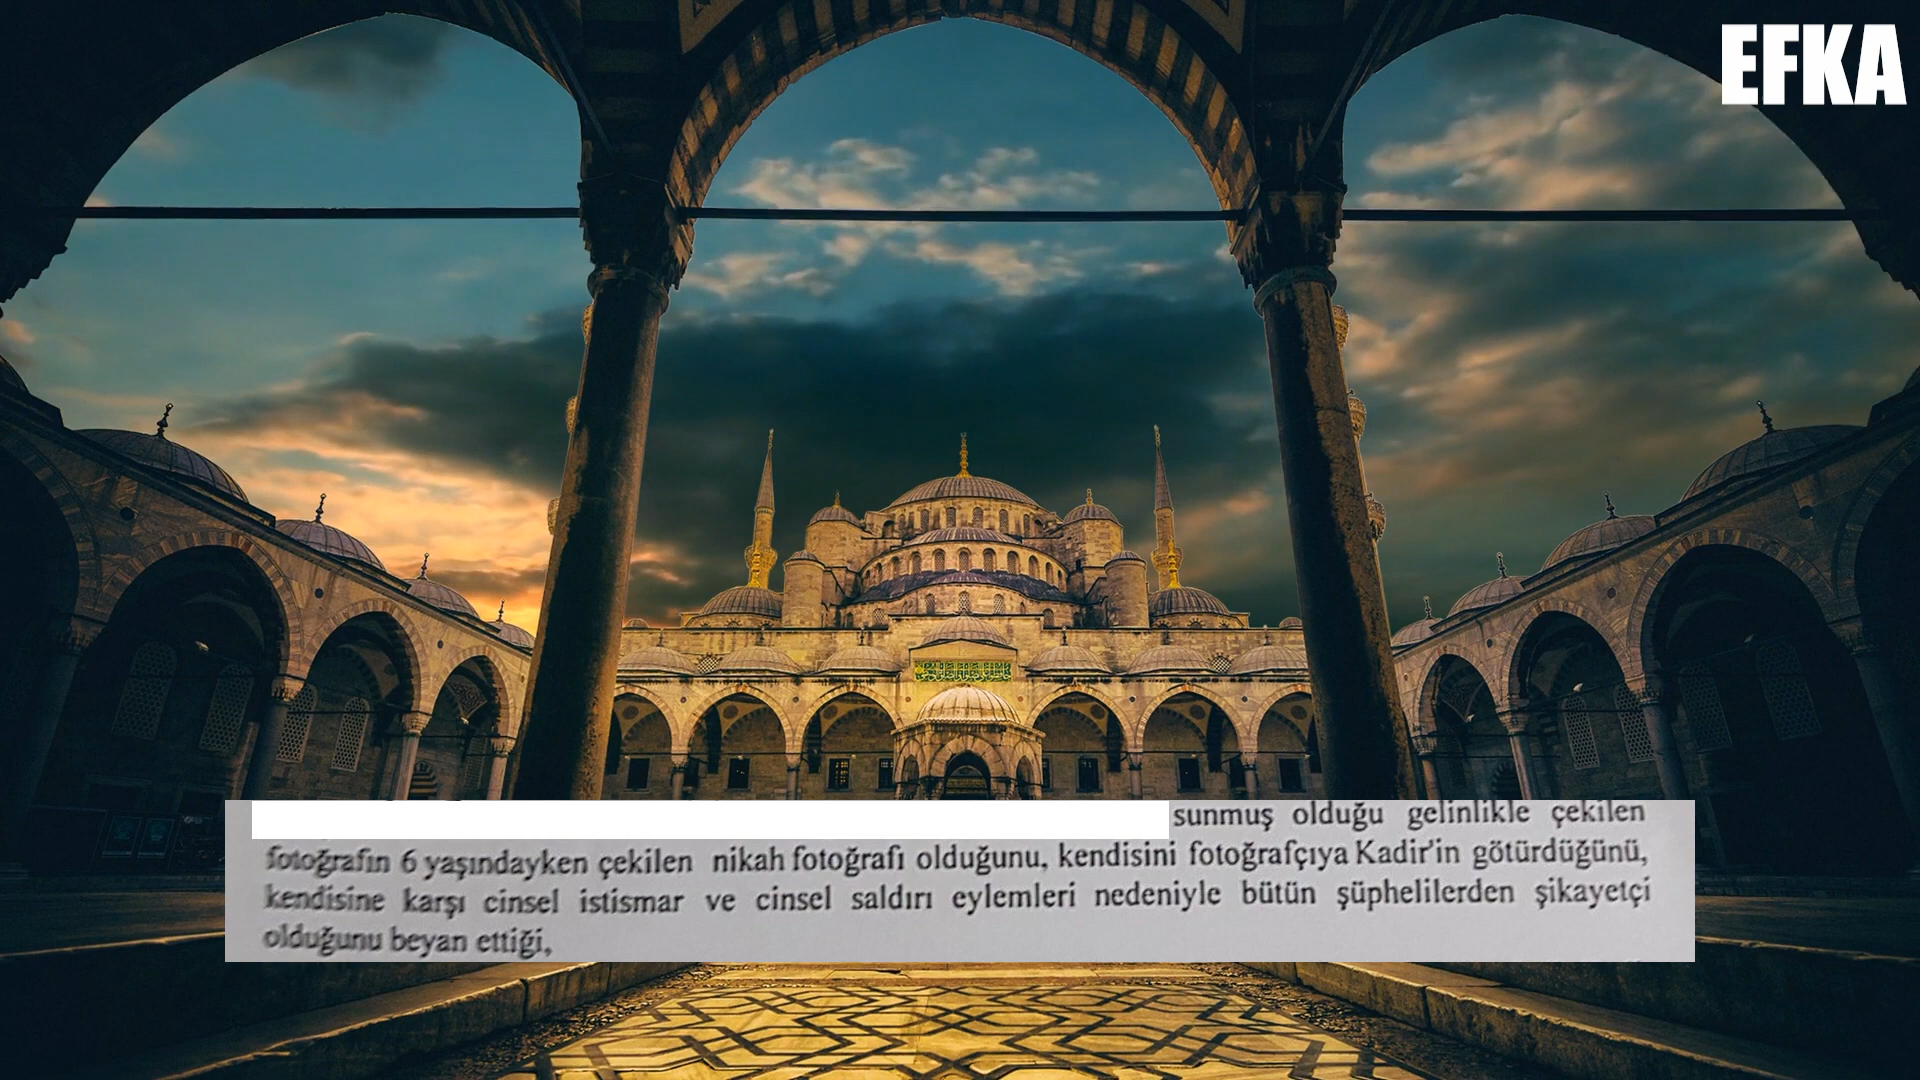 EFKA
sunmuş olduğu gelinlikle çekilen
fotoğrafın 6 yaşındayken çekilen nikah fotoğrafı olduğunu, kendisini fotoğrafçıya Kadir'in götürdüğünü,
kendisine karşı cinsel istismar ve cinsel saldırı eylemleri nedeniyle bütün şüphelilerden şikayetçi
olduğunu beyan ettiği,